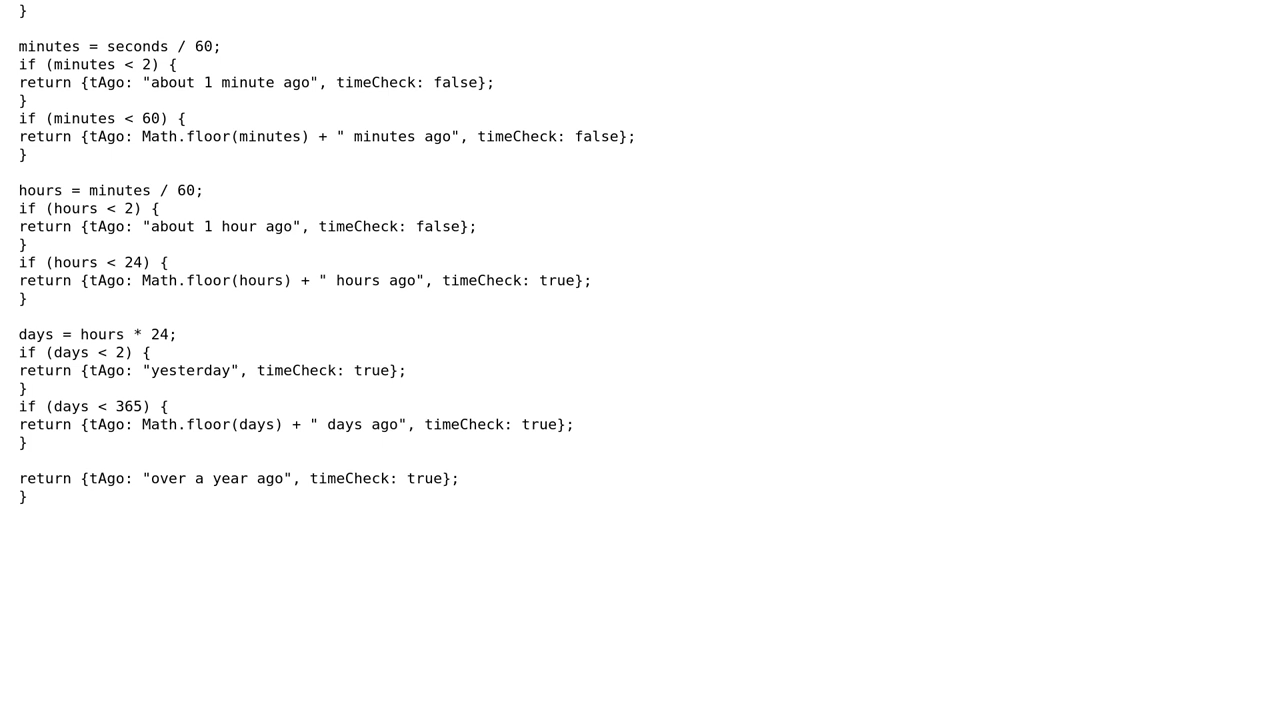 }
minutes = seconds / 60;
if (minutes < 2) {
return {tAgo: "about 1 minute ago", timeCheck: false};
}
if (minutes < 60) {
return {tAgo: Math.floor(minutes) + " minutes ago", timeCheck: false};
}
hours = minutes / 60;
if (hours < 2) {
return {tAgo: "about 1 hour ago", timeCheck: false};
}
if (hours < 24) {
return {tAgo: Math.floor(hours) + " hours ago", timeCheck: true};
}
days = hours * 24;
if (days < 2) {
return {tAgo: "yesterday", timeCheck: true};
}
if (days < 365) {
return {tAgo: Math.floor(days) + " days ago", timeCheck: true};
}
return {tAgo: "over a year ago", timeCheck: true};
}